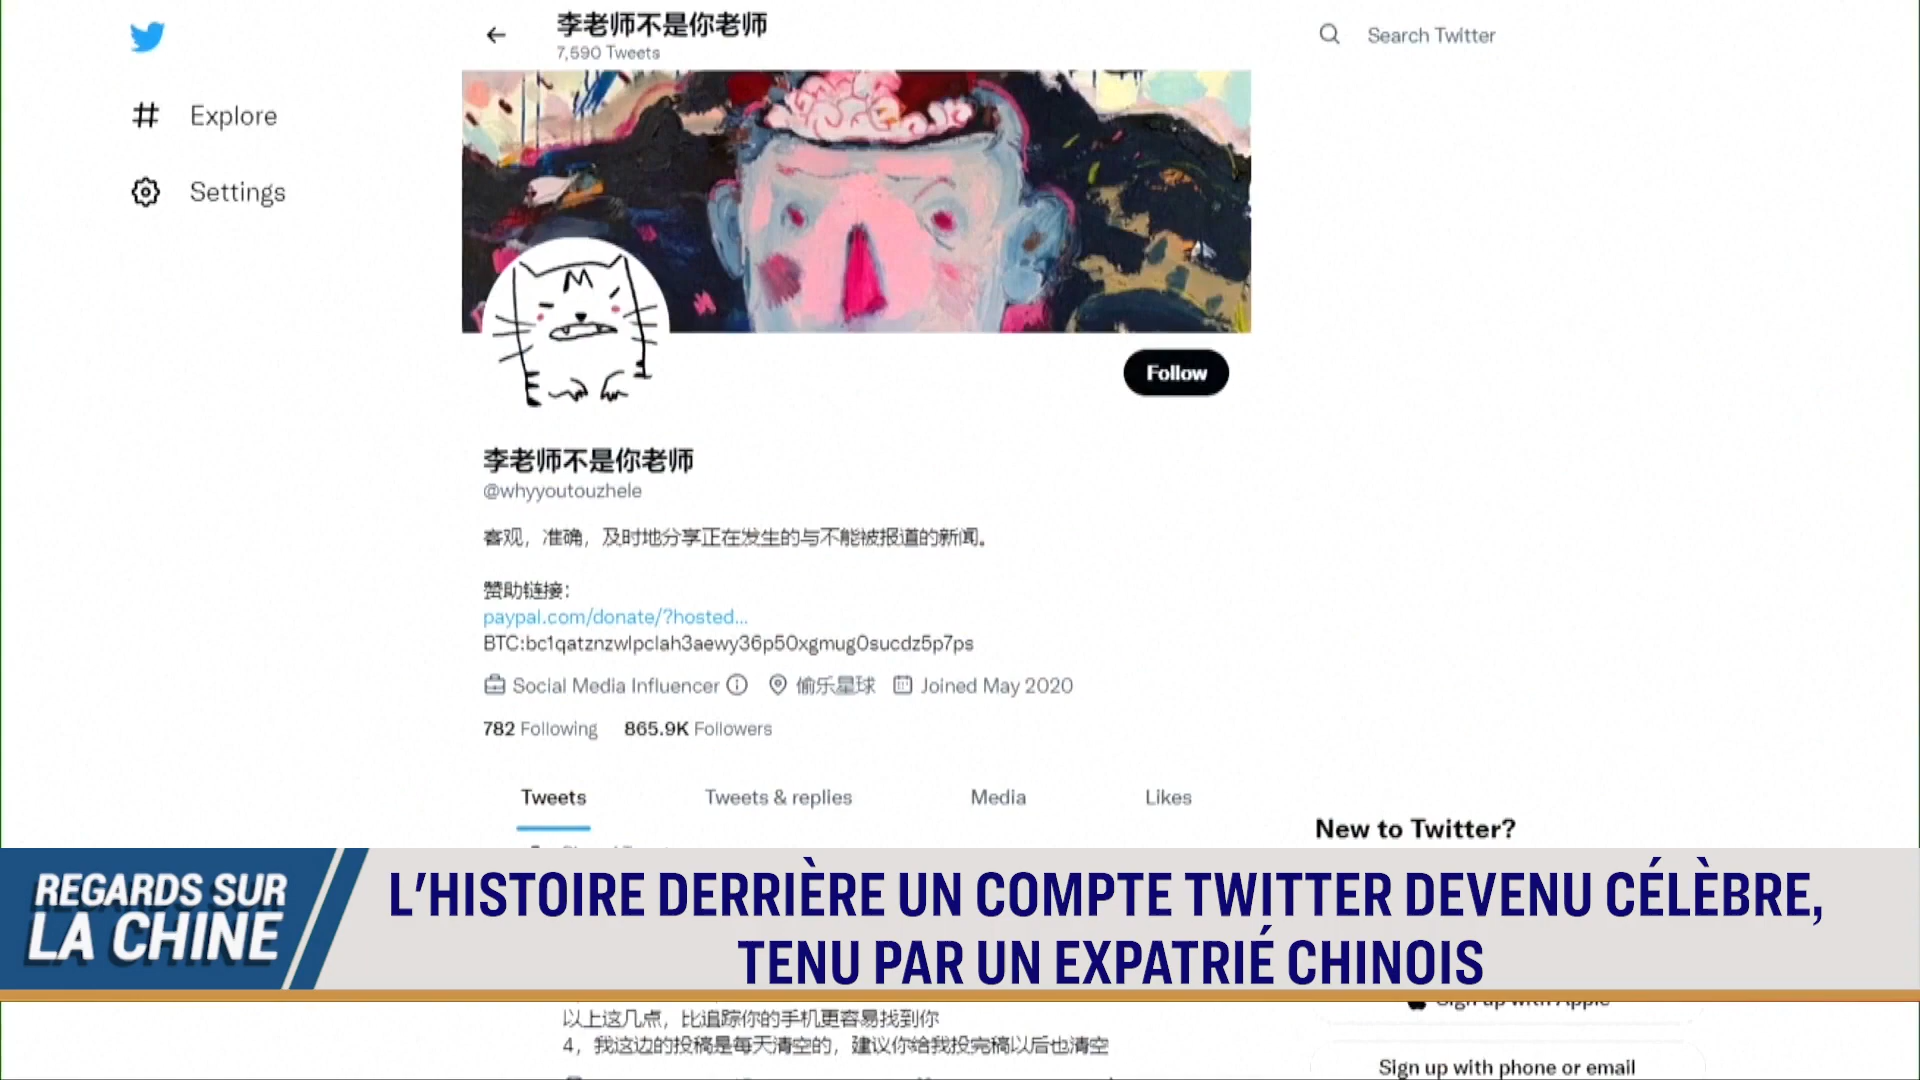 李老师不是你老师
7,590 Tweets
Search Twitter
Explore
Settings
Follow
李老师不是你老师
@whyyoutouzhele
客观，准确，及时地分享正在发生的与不能被报道的新闻。
赞助链接：
paypal.com/donate/?hosted...
BTC:bc1qatznzwlpclah3aewy36p50xgmug0sucdz5p7ps
Social Media Influencer 偷乐星球 Joined May 2020
782 Following 865.9K Followers
Tweets Tweets & replies Media Likes
New to Twitter?
REGARDS SUR
LA CHINE
L'HISTOIRE DERRIÈRE UN COMPTE TWITTER DEVENU CÉLÈBRE,
TENU PAR UN EXPATRIÉ CHINOIS
Sign up with Apple
以上这几点，比追踪你的手机更容易找到你
4，我这边的投稿是每天清空的，建议你给我投完稿以后也清空
Sign up with phone or email